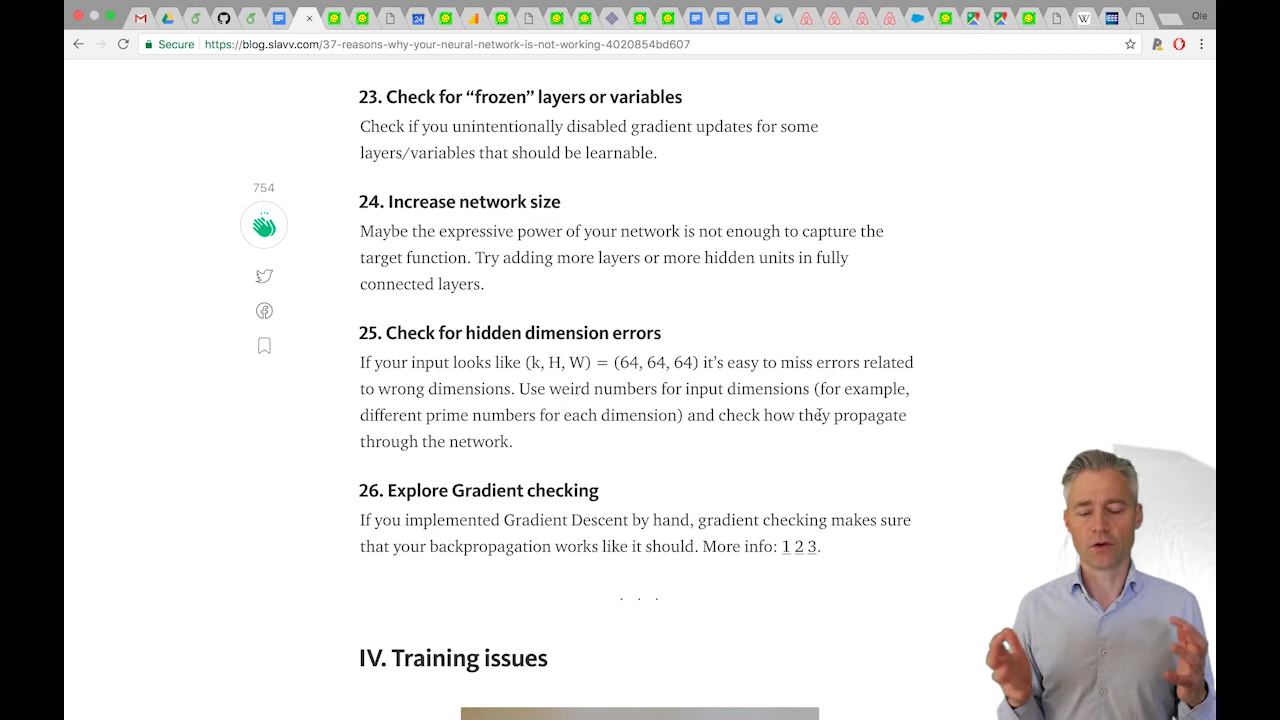 Ole
Secure
https://blog.slavv.com/37-reasons-why-your-neural-network-is-not-working-4020854bd607
23. Check for “frozen” layers or variables
Check if you unintentionally disabled gradient updates for some
layers/variables that should be learnable.
754
24. Increase network size
Maybe the expressive power of your network is not enough to capture the
target function. Try adding more layers or more hidden units in fully
connected layers.
25. Check for hidden dimension errors
If your input looks like (k, H, W) = (64, 64, 64) it’s easy to miss errors related
to wrong dimensions. Use weird numbers for input dimensions (for example,
different prime numbers for each dimension) and check how they propagate
through the network.
26. Explore Gradient checking
If you implemented Gradient Descent by hand, gradient checking makes sure
that your backpropagation works like it should. More info: 1 2 3.
. . .
IV. Training issues